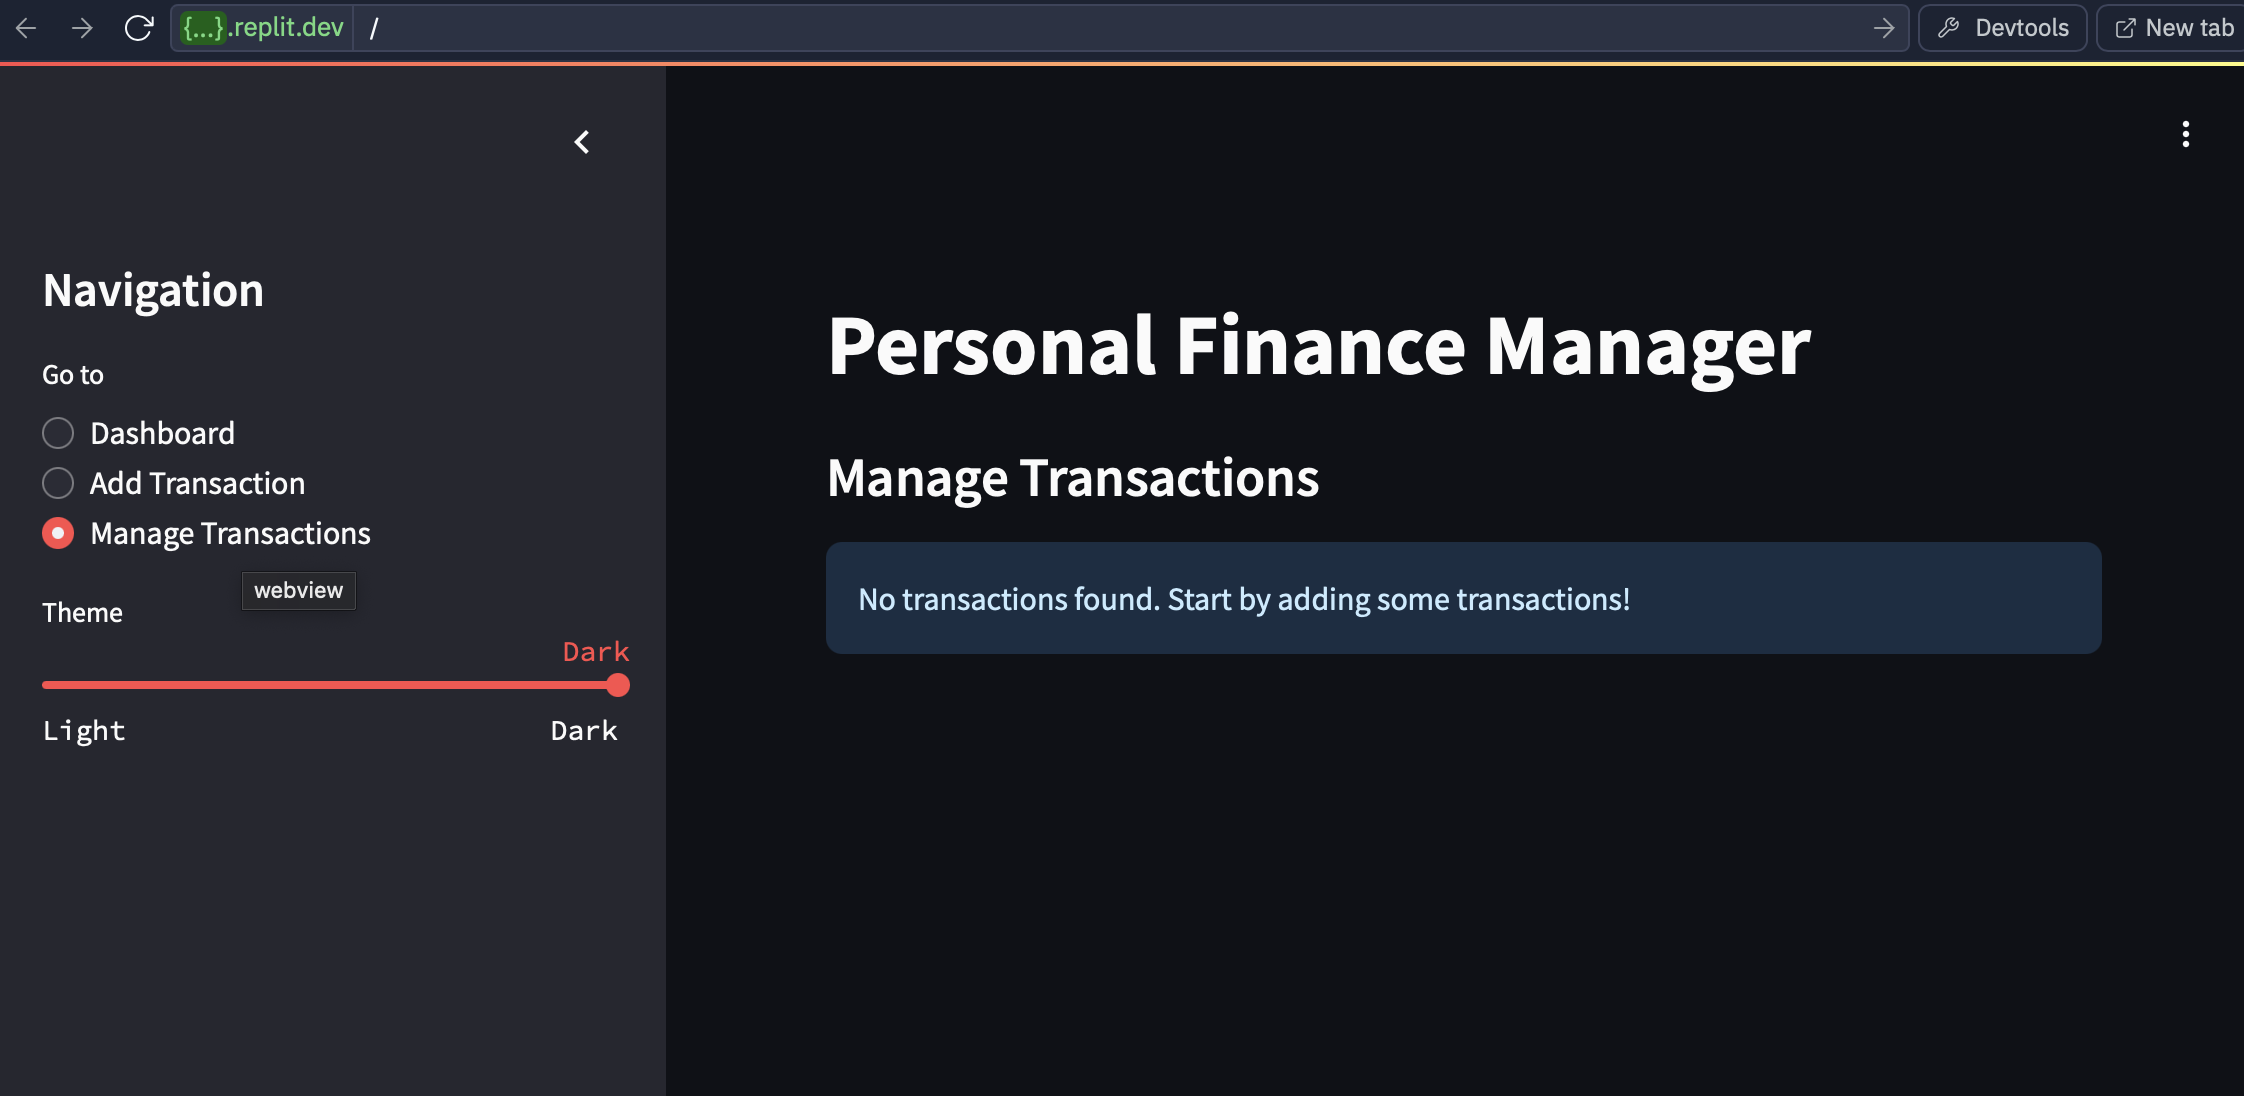 {...}.replit.dev /
Devtools
New tab
Navigation
Go to
Dashboard
Add Transaction
Manage Transactions
webview
Theme
Dark
Light Dark
Personal Finance Manager
Manage Transactions
No transactions found. Start by adding some transactions!